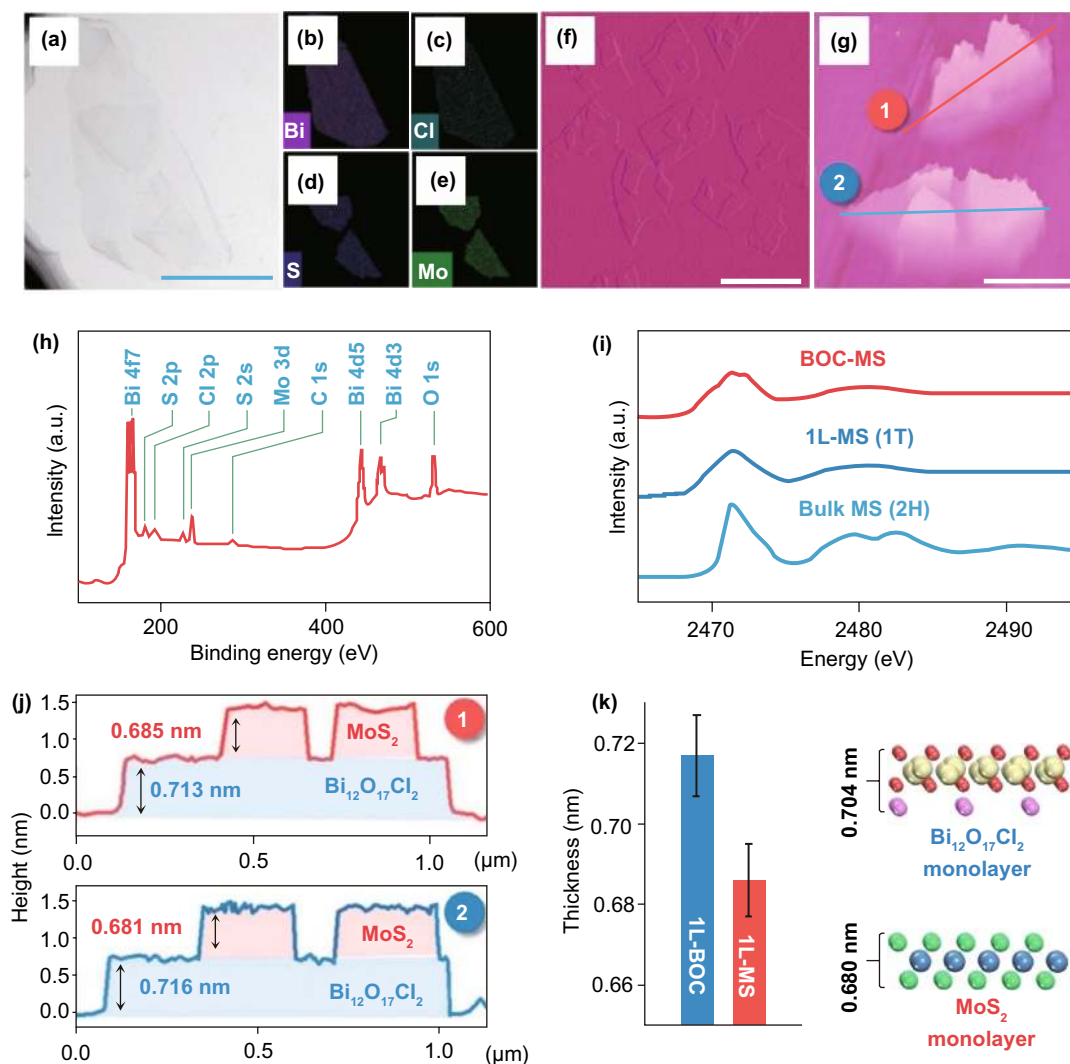 (a)
(b)
Bi
(c)
Cl
(d)
S
(e)
Mo
(f)
(g)
1
2
(h)
Bi 4f7
S 2p
Cl 2p
S 2s
Mo 3d
C 1s
Bi 4d5
Bi 4d3
O 1s
Intensity (a.u.)
200
400
600
Binding energy (eV)
(i)
BOC-MS
1L-MS (1T)
Bulk MS (2H)
Intensity (a.u.)
2470
2480
2490
Energy (eV)
(j)
1.5
1.0
0.5
0.0
0.685 nm
MoS2
1
0.713 nm
Bi12O17Cl2
0.0
0.5
1.0
(μm)
Height (nm)
1.5
1.0
0.5
0.0
0.681 nm
MoS2
2
0.716 nm
Bi12O17Cl2
0.0
0.5
1.0
(μm)
(k)
Thickness (nm)
0.72
0.70
0.68
0.66
1L-BOC
1L-MS
0.704 nm
Bi12O17Cl2
monolayer
0.680 nm
MoS2
monolayer